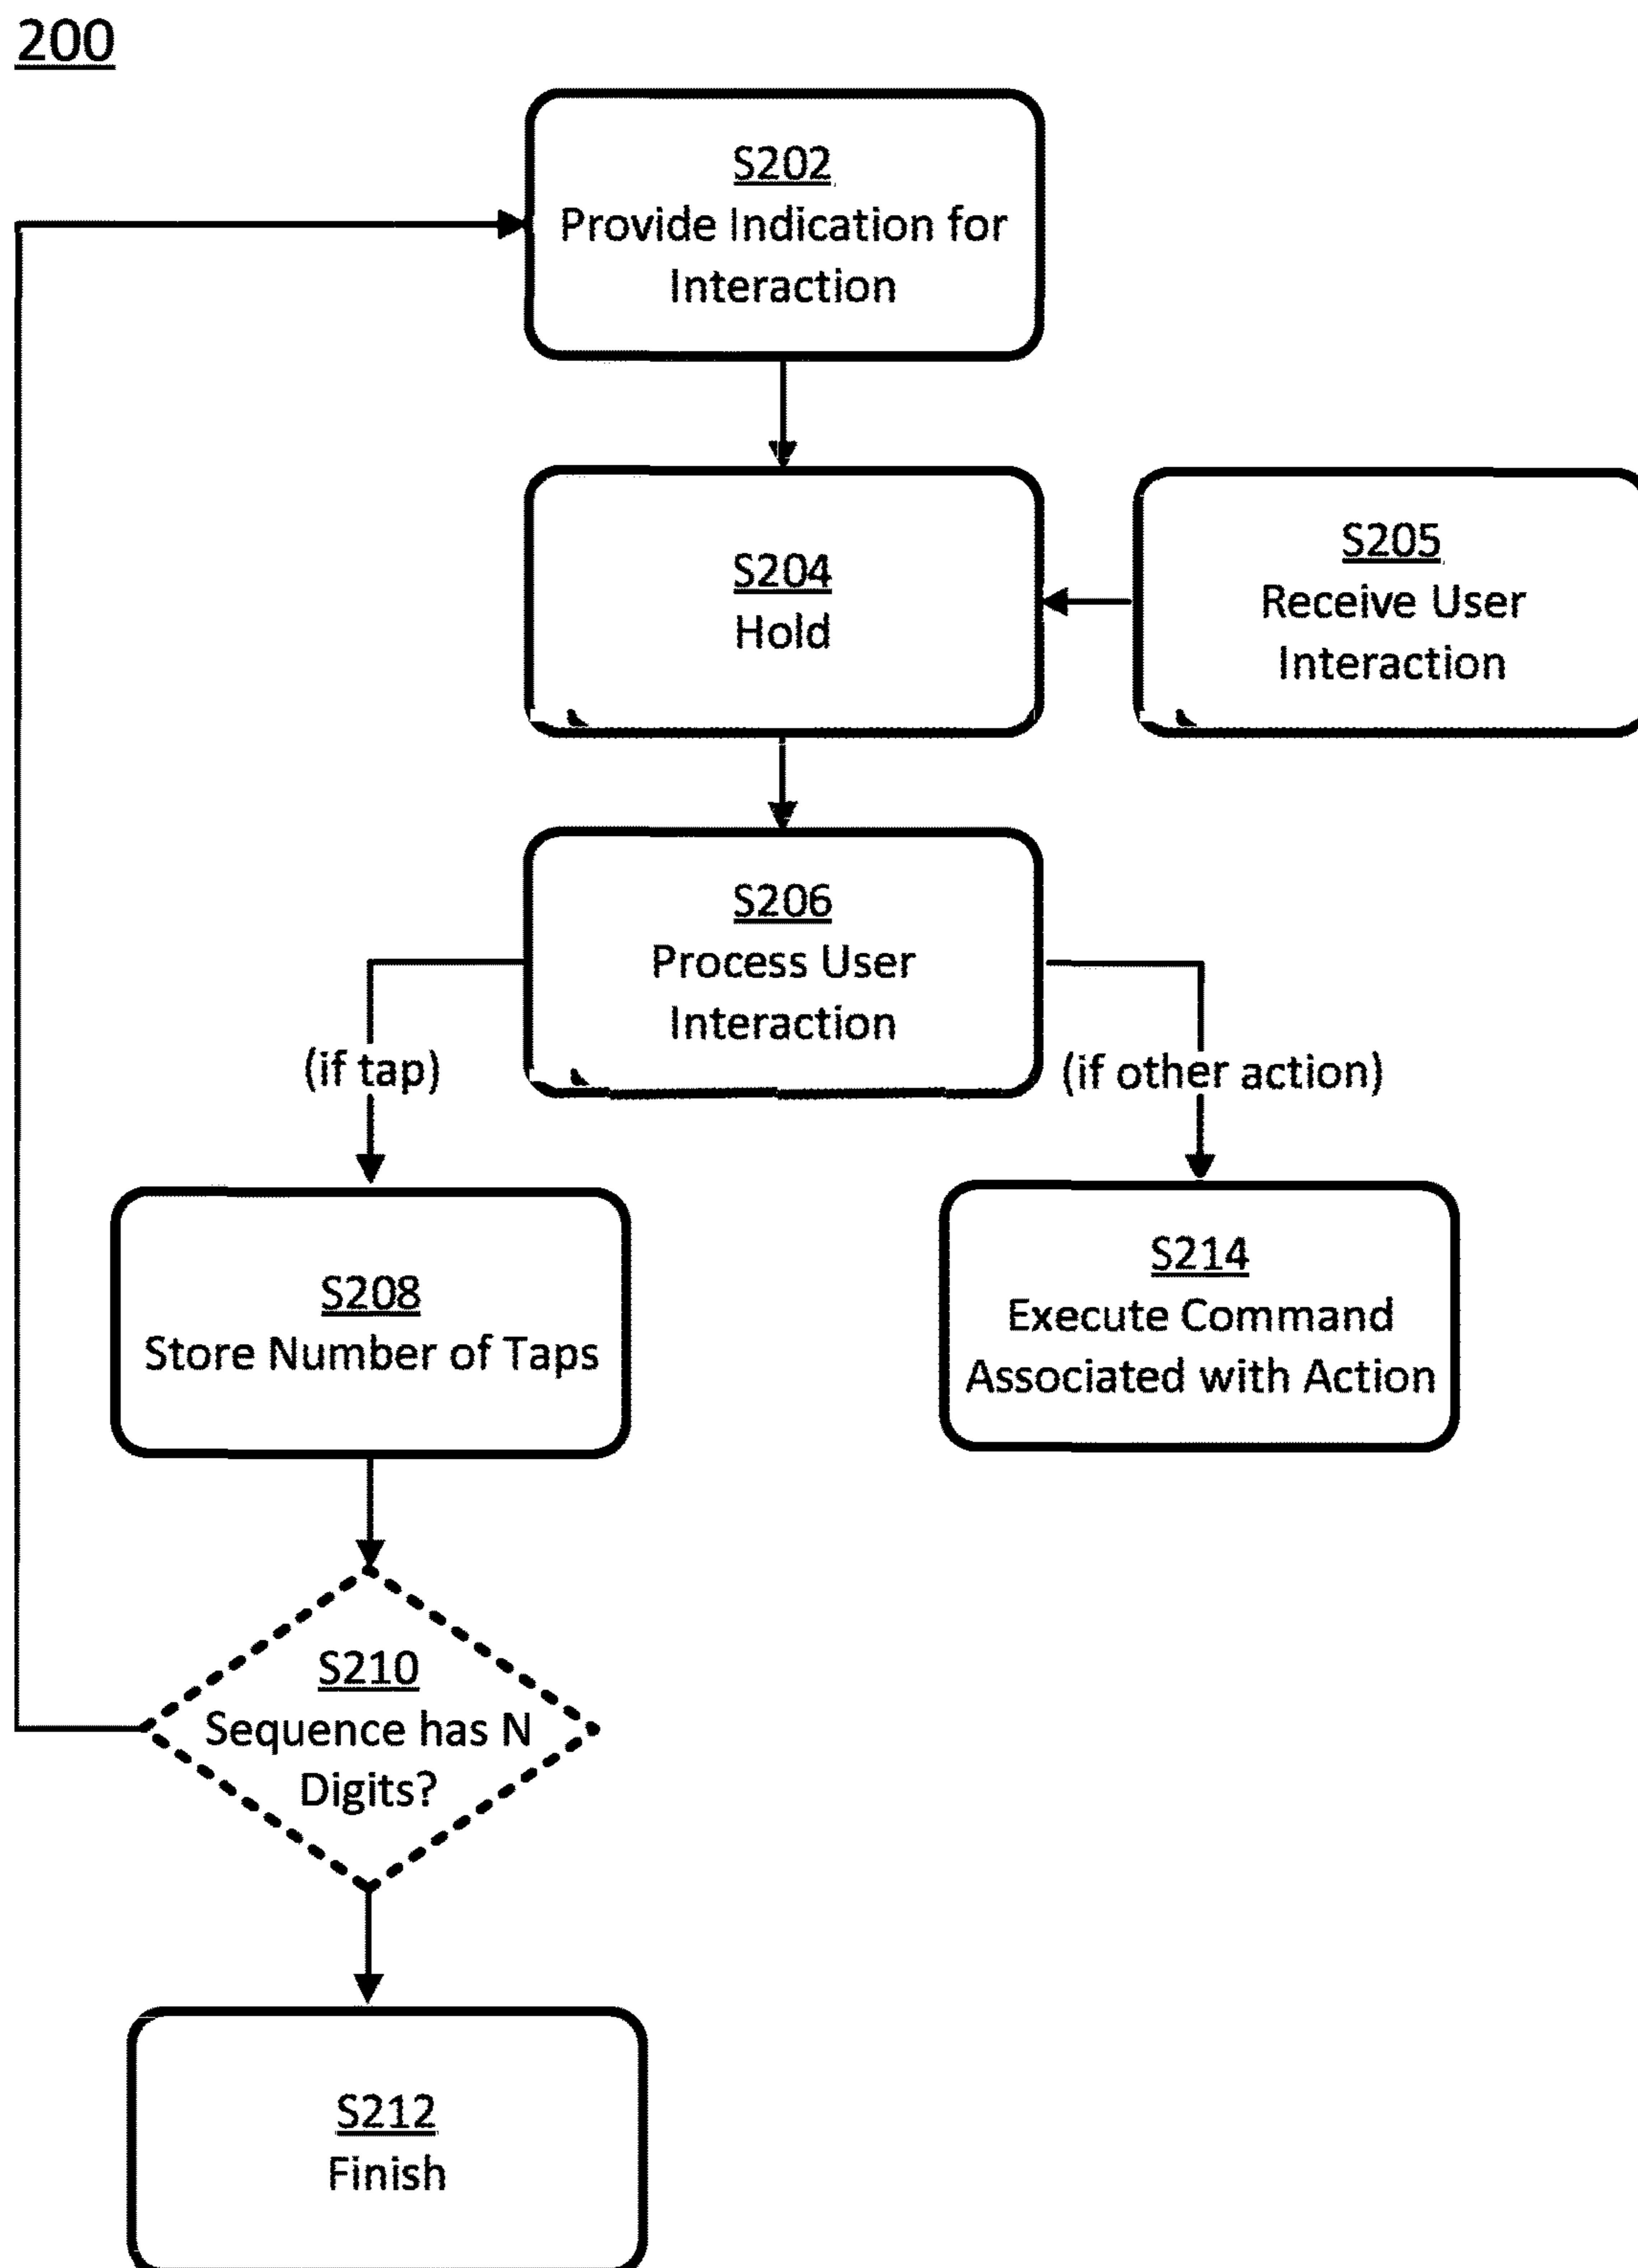 200
S202
Provide Indication for
Interaction
S204
Hold
S205
Receive User
Interaction
S206
Process User
Interaction
(if tap)
(if other action)
S208
Store Number of Taps
S214
Execute Command
Associated with Action
S210
Sequence has N
Digits?
S212
Finish